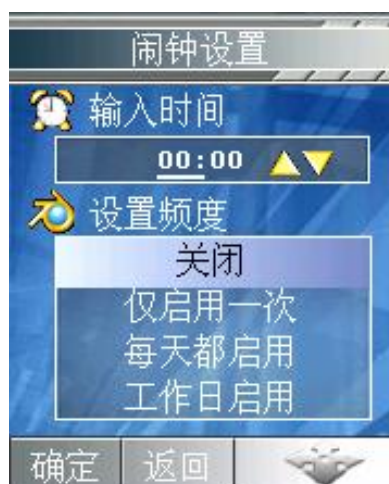 闹钟设置
输入时间
00:00
设置频度
关闭
仅启用一次
每天都启用
工作日启用
确定 返回